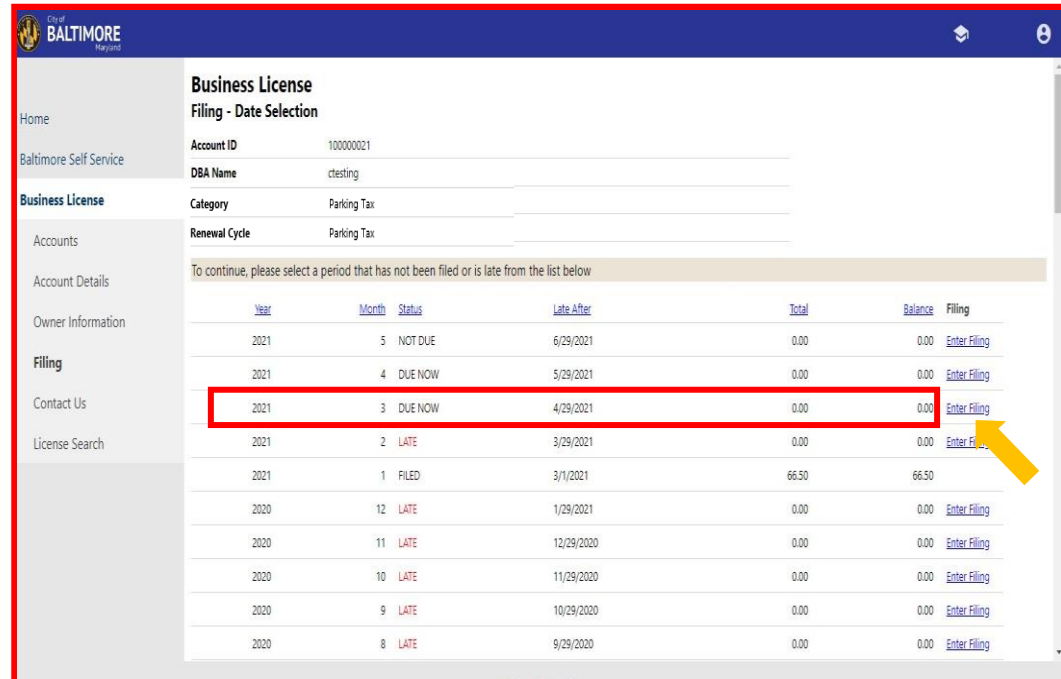 City of
BALTIMORE
Maryland
Home
Baltimore Self Service
Business License
Accounts
Account Details
Owner Information
Filing
Contact Us
License Search
Business License
Filing - Date Selection
Account ID 100000021
DBA Name ctesting
Category Parking Tax
Renewal Cycle Parking Tax
To continue, please select a period that has not been filed or is late from the list below
Year Month Status Late After Total Balance Filing
2021 5 NOT DUE 6/29/2021 0.00 0.00 Enter Filing
2021 4 DUE NOW 5/29/2021 0.00 0.00 Enter Filing
2021 3 DUE NOW 4/29/2021 0.00 0.00 Enter Filing
2021 2 LATE 3/29/2021 0.00 0.00 Enter
2021 1 FILED 3/1/2021 66.50 66.50
2020 12 LATE 1/29/2021 0.00 0.00 Enter Filing
2020 11 LATE 12/29/2020 0.00 0.00 Enter Filing
2020 10 LATE 11/29/2020 0.00 0.00 Enter Filing
2020 9 LATE 10/29/2020 0.00 0.00 Enter Filing
2020 8 LATE 9/29/2020 0.00 0.00 Enter Filing